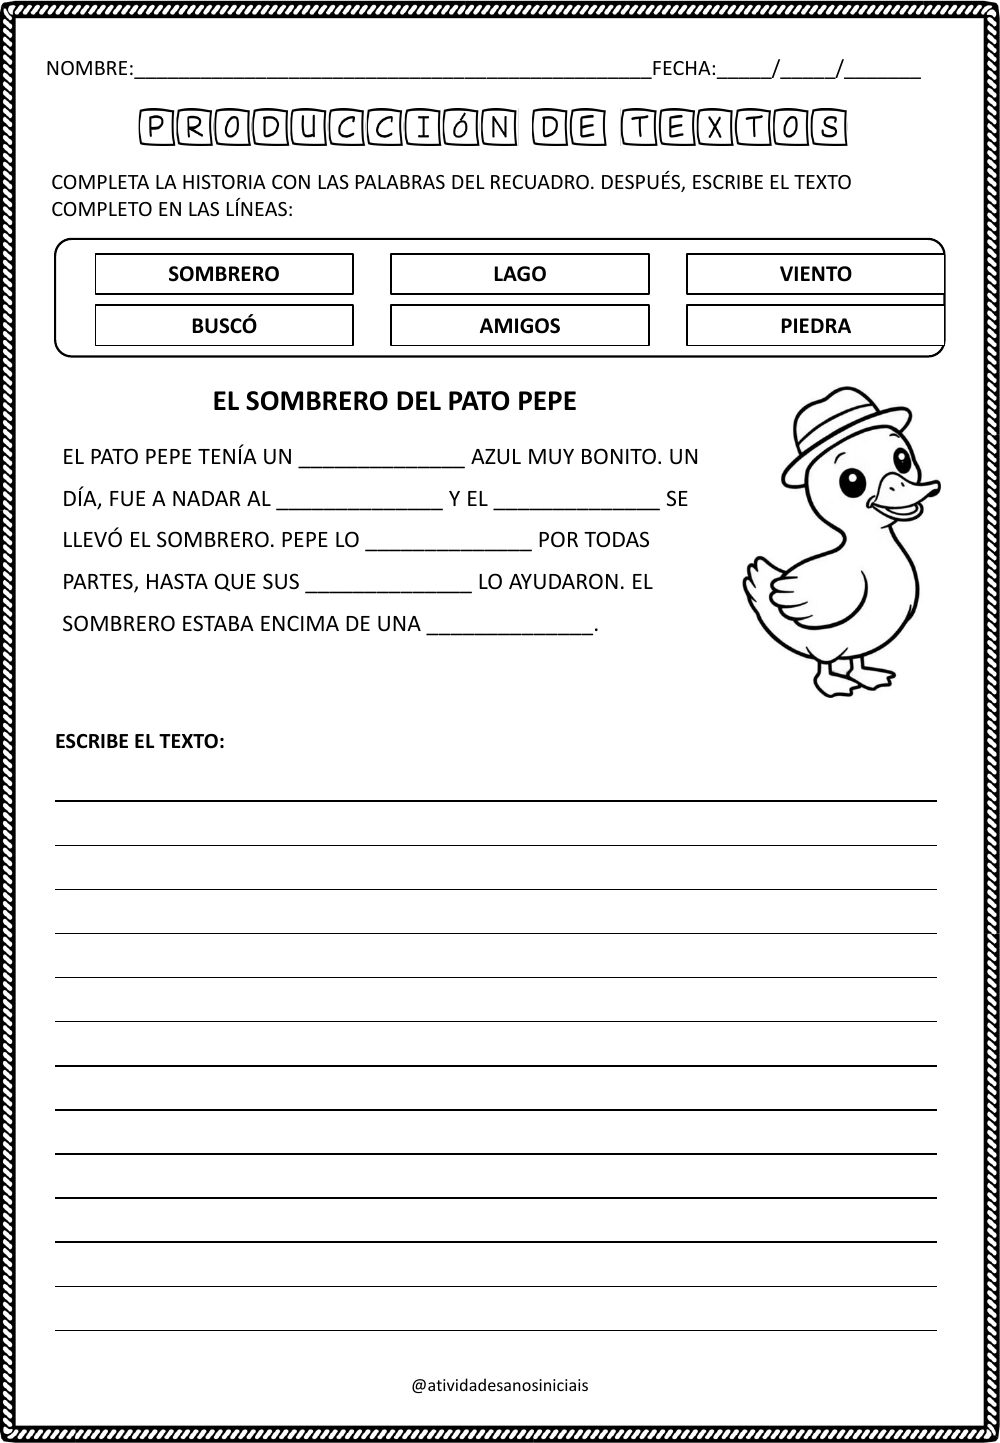 NOMBRE:_______________________________________________FECHA:_____/_____/_______
PRODUCCIÓN DE TEXTOS
COMPLETA LA HISTORIA CON LAS PALABRAS DEL RECUADRO. DESPUÉS, ESCRIBE EL TEXTO
COMPLETO EN LAS LÍNEAS:
SOMBRERO LAGO VIENTO
BUSCÓ AMIGOS PIEDRA
EL SOMBRERO DEL PATO PEPE
EL PATO PEPE TENÍA UN ______________ AZUL MUY BONITO. UN
DÍA, FUE A NADAR AL ______________ Y EL ______________ SE
LLEVÓ EL SOMBRERO. PEPE LO ______________ POR TODAS
PARTES, HASTA QUE SUS ______________ LO AYUDARON. EL
SOMBRERO ESTABA ENCIMA DE UNA ______________.
ESCRIBE EL TEXTO:
@atividadesanosiniciais